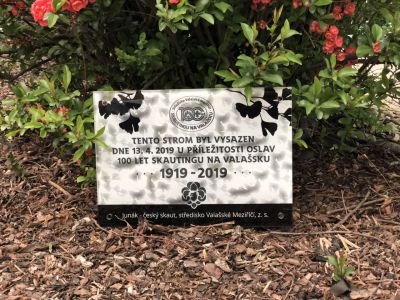 100
TENTO STROM BYL VYSAZEN
DNE 13. 4. 2019 U PŘÍLEŽITOSTI OSLAV
100 LET SKAUTINGU NA VALAŠSKU
··· 1919 - 2019 ···
Junák - český skaut, středisko Valašské Meziříčí, z. s.